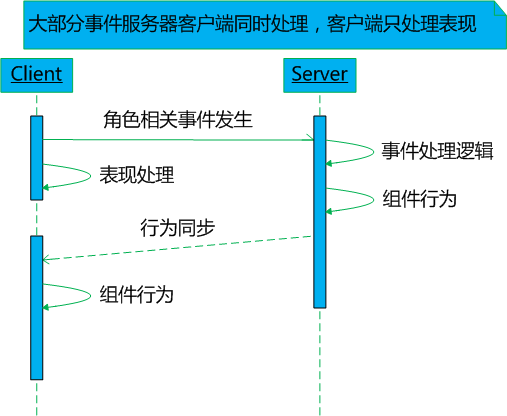 大部分事件服务器客户端同时处理，客户端只处理表现
Client
Server
角色相关事件发生
事件处理逻辑
表现处理
组件行为
行为同步
组件行为